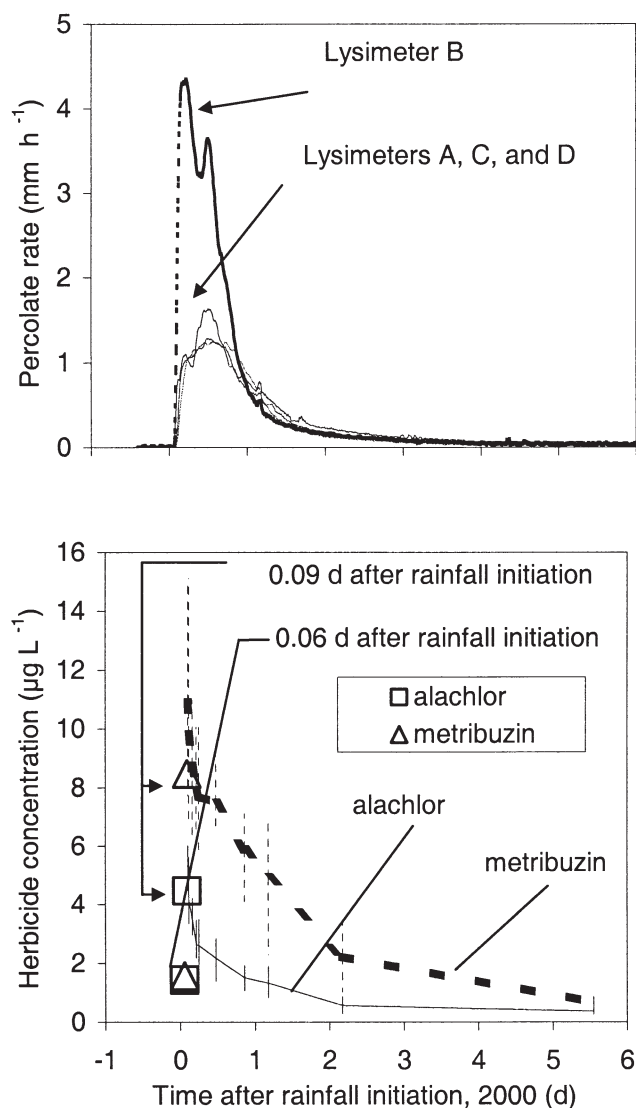 5
Lysimeter B
4
Lysimeters A, C, and D
3
2
1
0
Percolate rate (mm h⁻¹)
16
0.09 d after rainfall initiation
14
0.06 d after rainfall initiation
12
alachlor
10
metribuzin
8
alachlor
6
metribuzin
4
2
0
Herbicide concentration (µg L⁻¹)
-1 0 1 2 3 4 5 6
Time after rainfall initiation, 2000 (d)